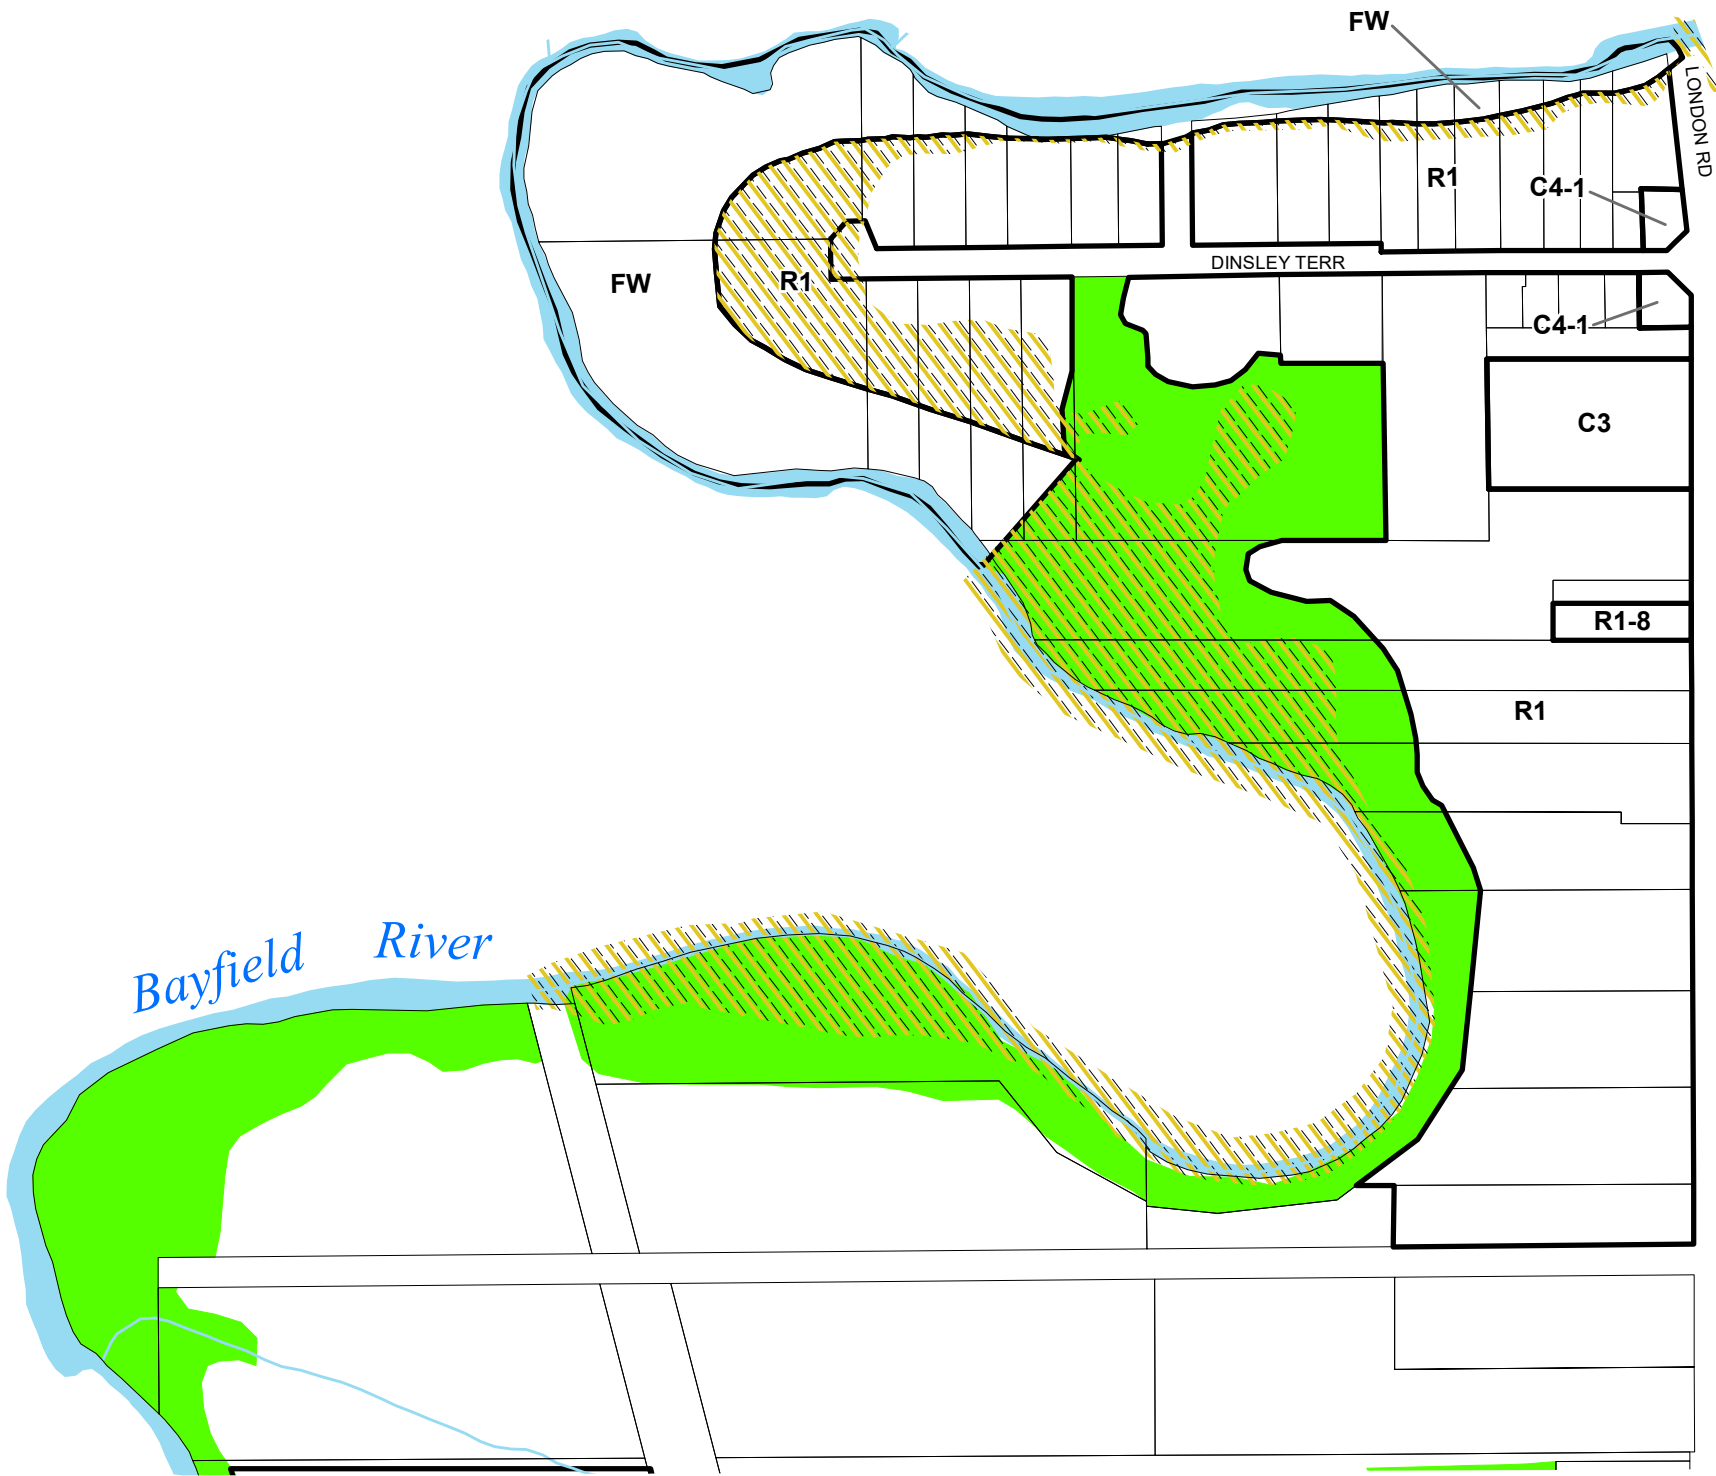 FW
LONDON RD
R1
C4-1
DINSLEY TERR
FW
R1
C4-1
C3
R1-8
R1
Bayfield River